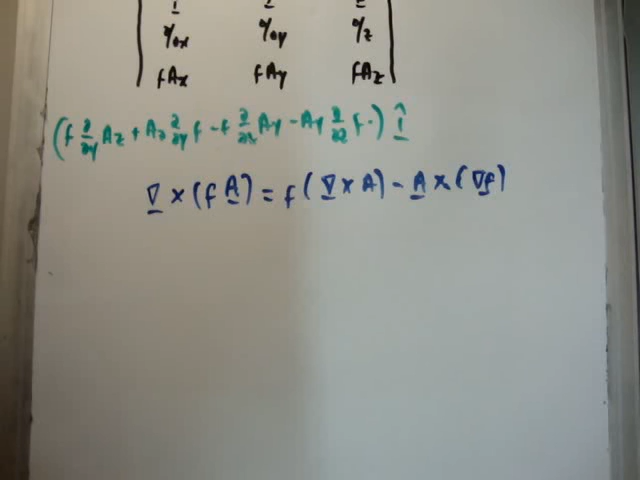 ∂/∂x ∂/∂y ∂/z
fAx fAy fAz
(f ∂/∂y Az + Az ∂/∂y f - f ∂/∂z Ay - Ay ∂/∂z f.) î
∇ × (f A) = f (∇ × A) - A × (∇f)